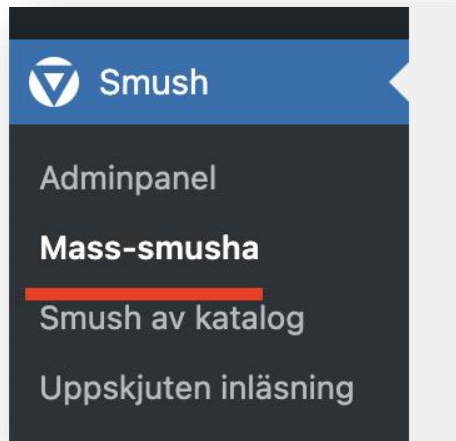 Smush
Adminpanel
Mass-smusha
Smush av katalog
Uppskjuten inläsning